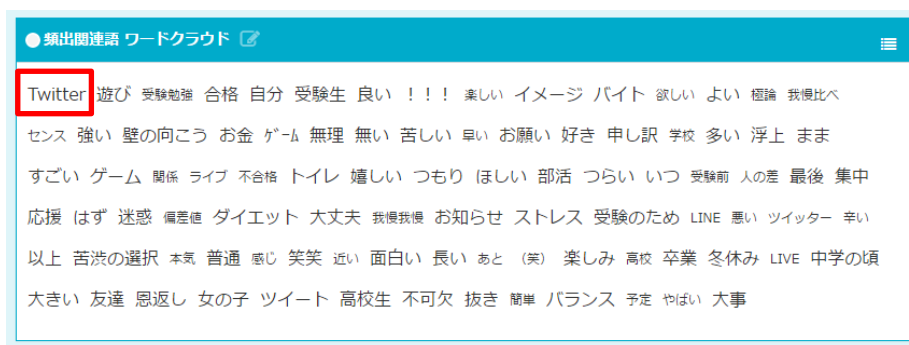 頻出関連語 ワードクラウド
Twitter 遊び 受験勉強 合格 自分 受験生 良い ！！！ 楽しい イメージ バイト 欲しい よい 極論 我慢比べ
センス 強い 壁の向こう お金 ｹﾞｰﾑ 無理 無い 苦しい 早い お願い 好き 申し訳 学校 多い 浮上 まま
すごい ゲーム 関係 ライブ 不合格 トイレ 嬉しい つもり ほしい 部活 つらい いつ 受験前 人の差 最後 集中
応援 はず 迷惑 偏差値 ダイエット 大丈夫 我慢我慢 お知らせ ストレス 受験のため LINE 悪い ツイッター 辛い
以上 苦渋の選択 本気 普通 感じ 笑笑 近い 面白い 長い あと （笑） 楽しみ 高校 卒業 冬休み LIVE 中学の頃
大きい 友達 恩返し 女の子 ツイート 高校生 不可欠 抜き 簡単 バランス 予定 やばい 大事